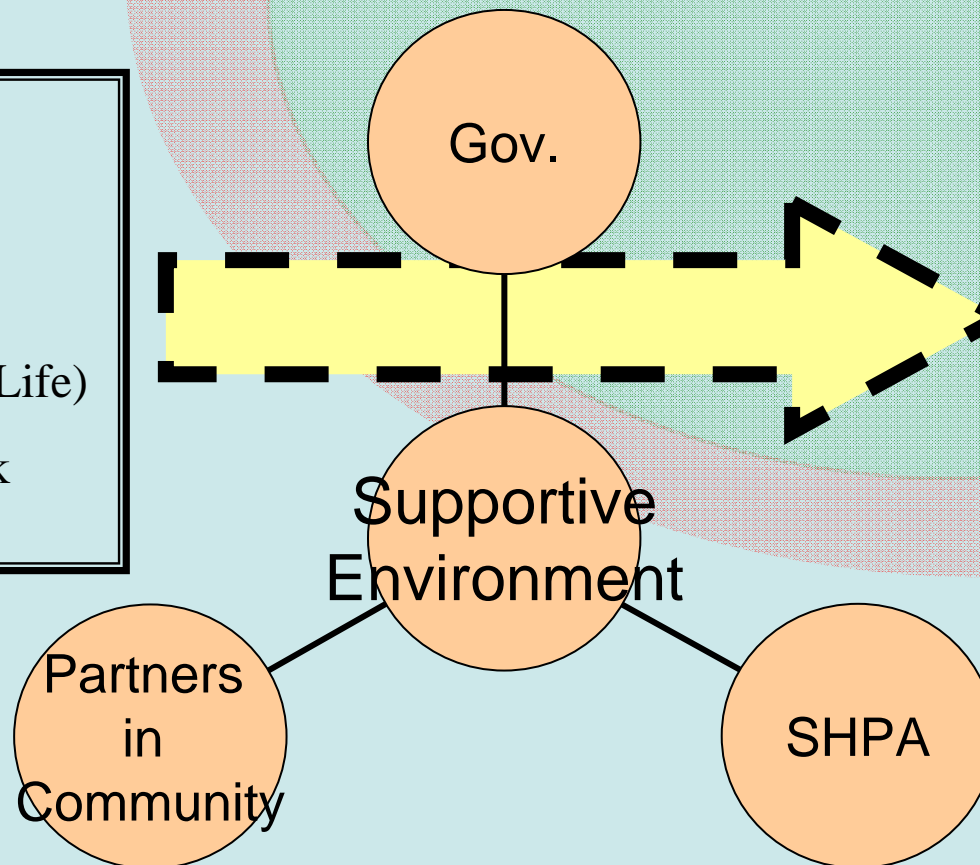 Gov.
Life)
Supportive
Environment
Partners
in
Community
SHPA